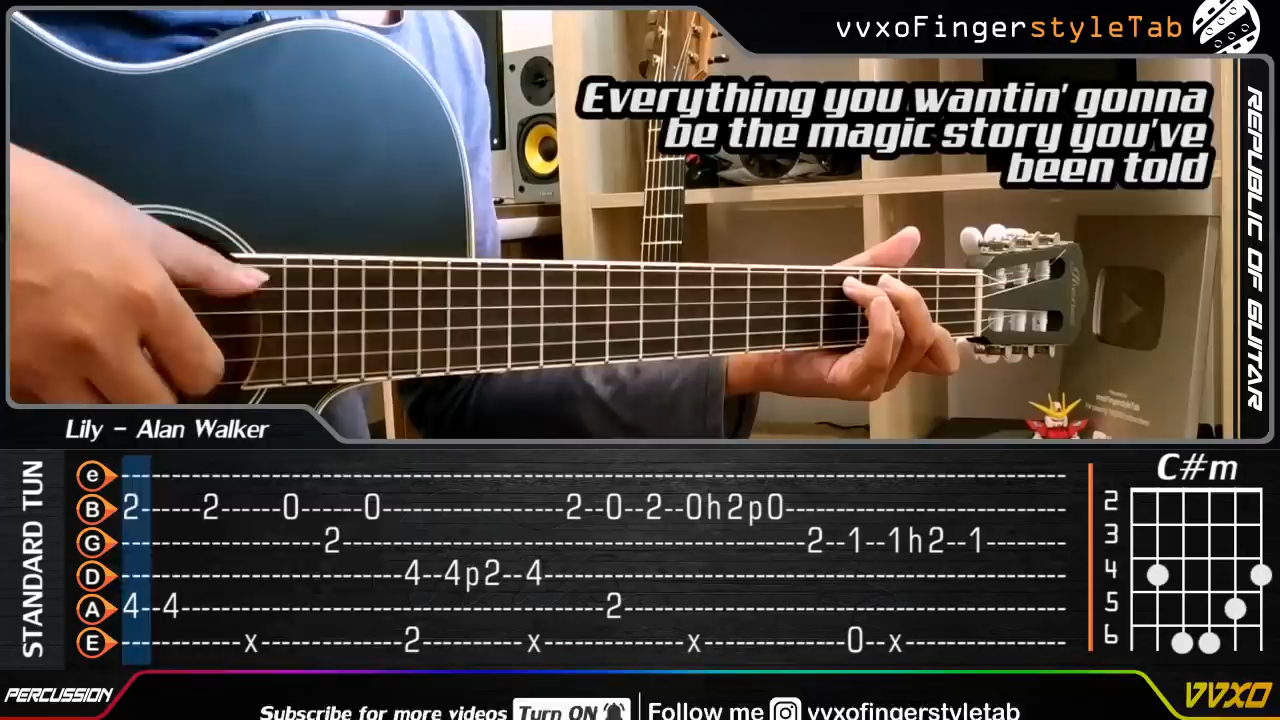 vvxoFingerstyleTab
Everything you wantin' gonna
be the magic story you've
been told
REPUBLIC OF GUITAR
Lily - Alan Walker
STANDARD TUN
e--------------------------------------------------
B 2------2------0------0----------------2--0--2--0h2p0----------------
G----------------2----------------------------------2--1--1h2--1------
D------------------------4--4p2--4------------------------------------
A 4--4----------------------------------2-----------------------------
E----------x------------2--------x-----------x-----------0--x---------
C#m
2
3
4
5
6
PERCUSSION
VVXO
Subscribe for more videos Turn ON
Follow me vvxofingerstyletab